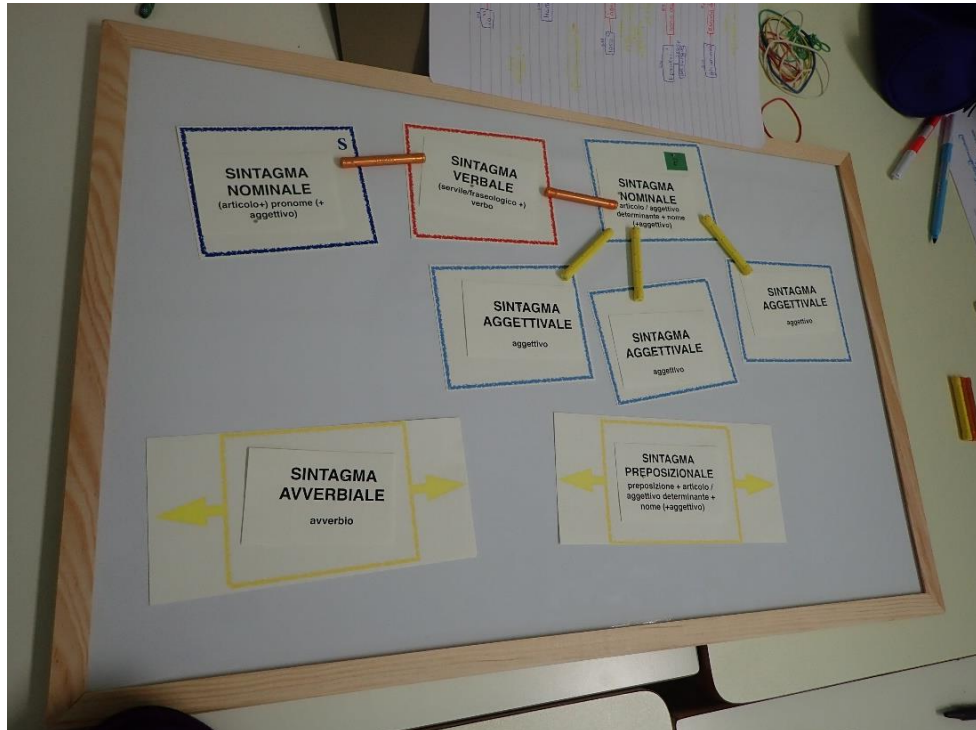 S
SINTAGMA
NOMINALE
(articolo+) pronome (+
aggettivo)
SINTAGMA
VERBALE
(servile/fraseologico +)
verbo
SINTAGMA
NOMINALE
articolo / aggettivo
determinante + nome
(+aggettivo)
SINTAGMA
AGGETTIVALE
aggettivo
SINTAGMA
AGGETTIVALE
aggettivo
SINTAGMA
AGGETTIVALE
aggettivo
SINTAGMA
AVVERBIALE
avverbio
SINTAGMA
PREPOSIZIONALE
preposizione + articolo /
aggettivo determinante +
nome (+aggettivo)